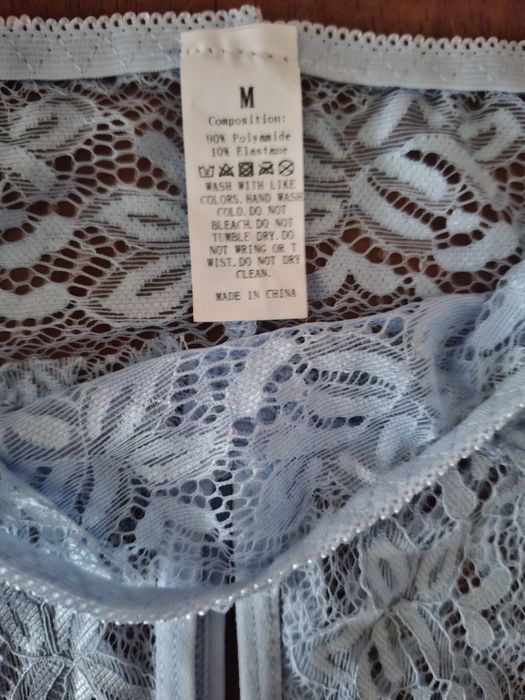 M
Composition:
90% Polyamide
10% Elastane
WASH WITH LIKE
COLORS.HAND WASH
COLD.DO NOT
BLEACH.DO NOT
TUMBLE DRY.DO
NOT WRING OR T
WIST.DO NOT DRY
CLEAN.
MADE IN CHINA